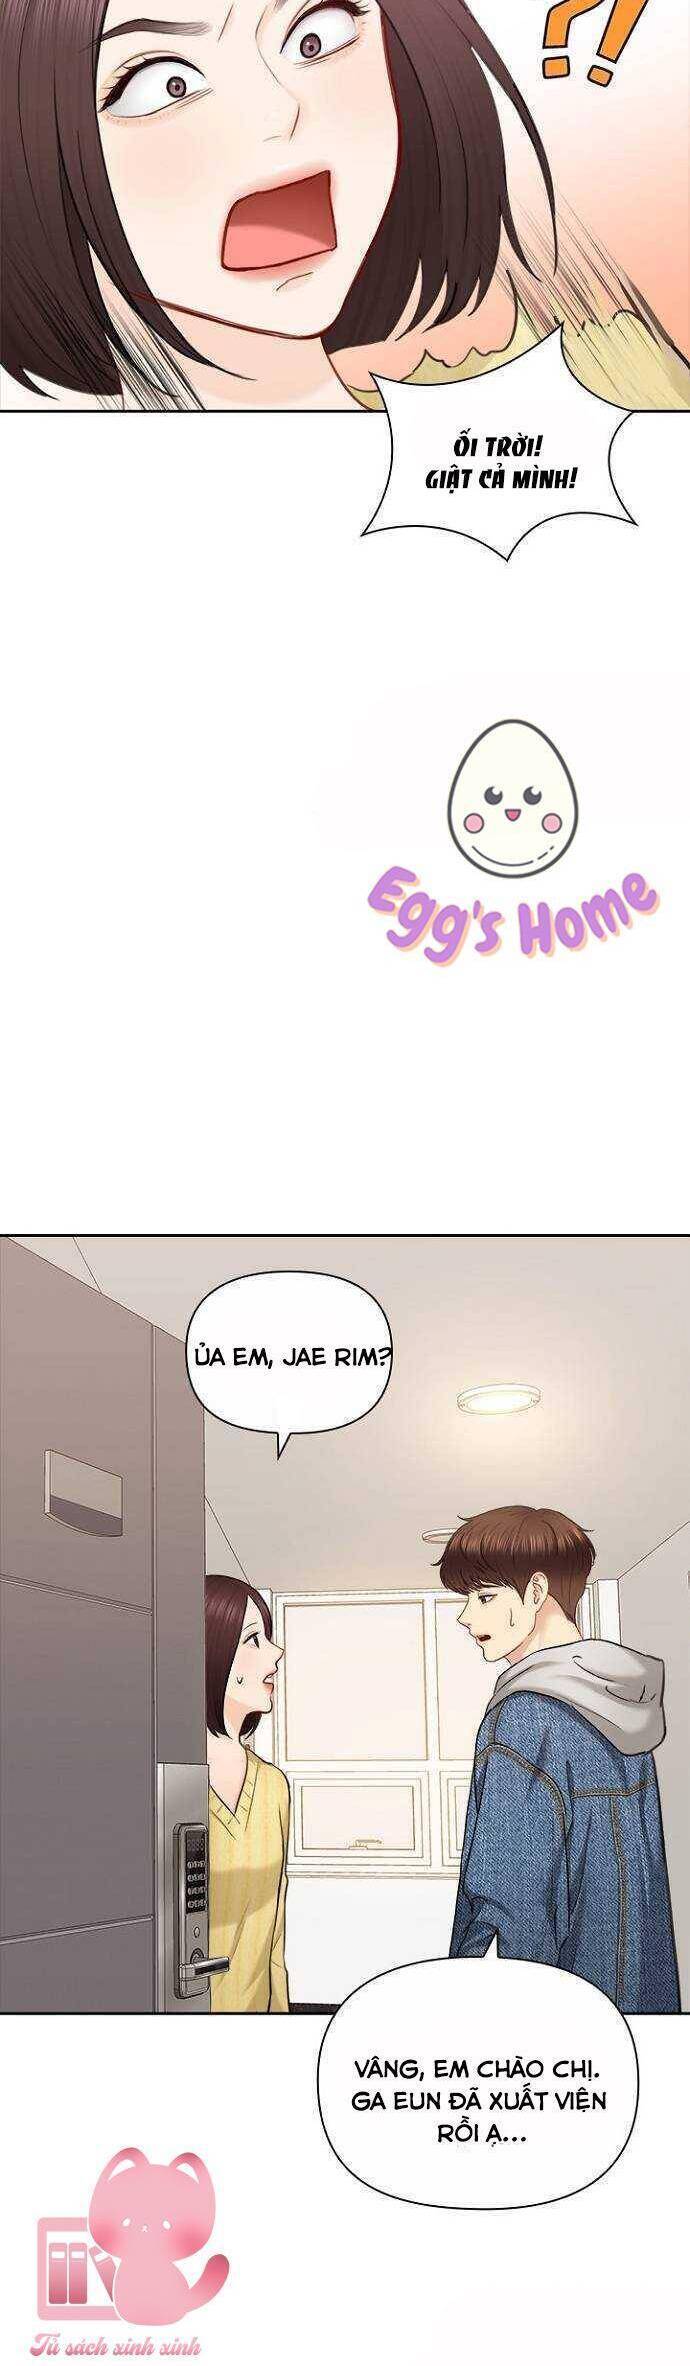 ?!
ỐI TRỜI!
GIẬT CẢ MÌNH!
Egg's Home
ỦA EM, JAE RIM?
VÂNG, EM CHÀO CHỊ.
GA EUN ĐÃ XUẤT VIỆN
RỒI Ạ...
Tủ sách xinh xinh